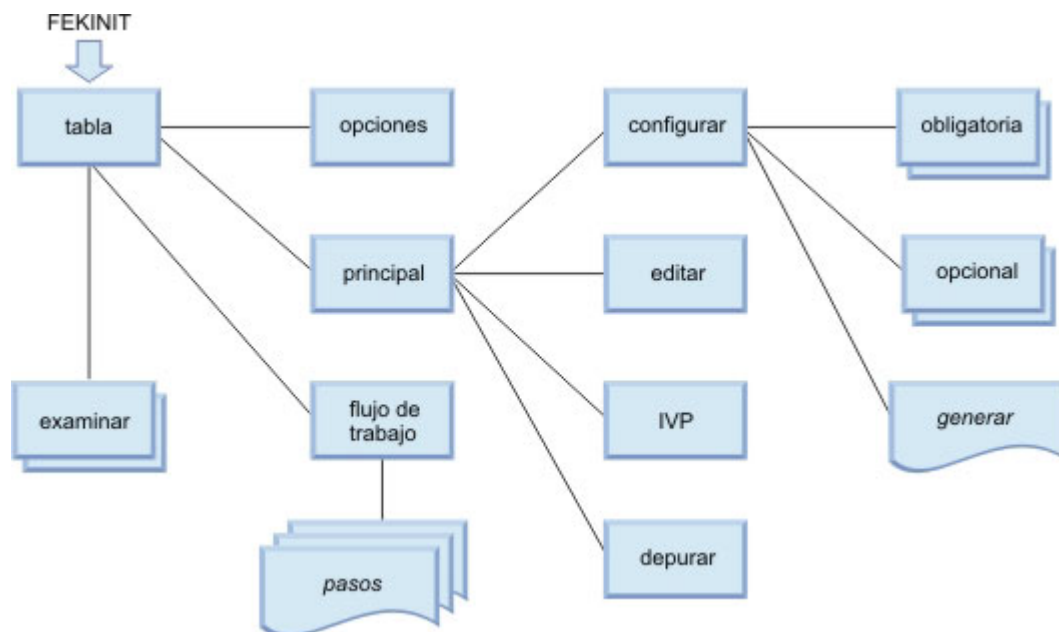 FEKINIT
tabla
opciones
configurar
obligatoria
principal
editar
opcional
examinar
flujo de
trabajo
IVP
generar
pasos
depurar